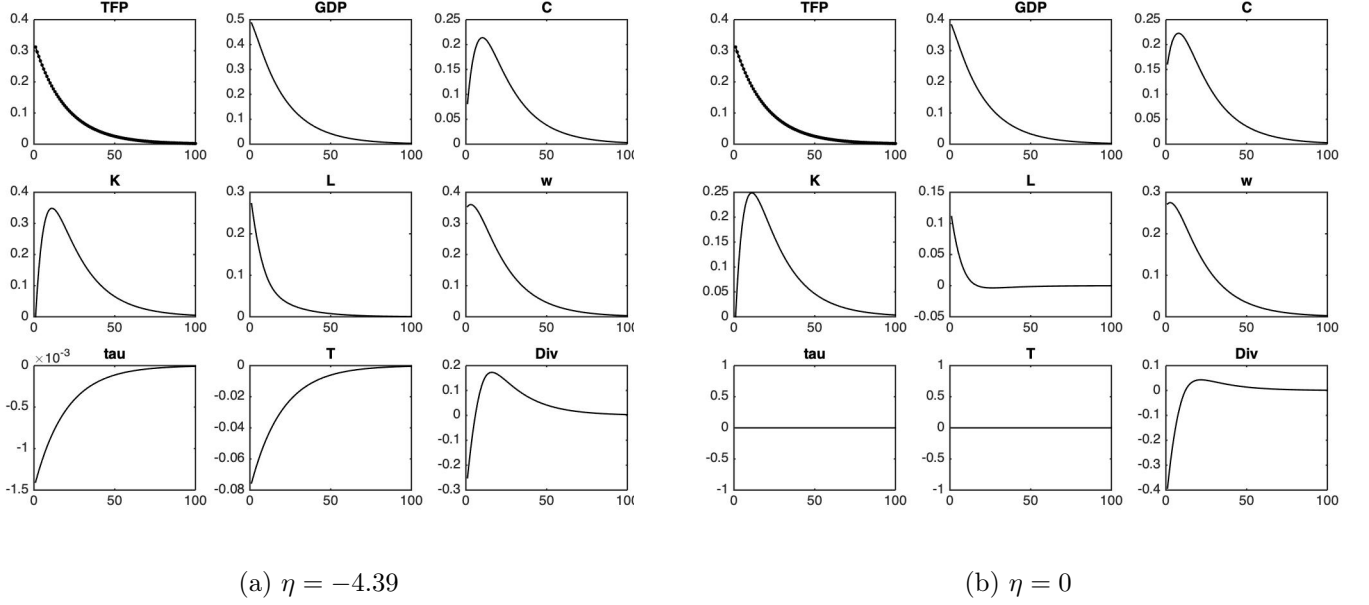 TFP GDP C TFP GDP C
0.4 0.5 0.25 0.4 0.4 0.25
0.3 0.4 0.2 0.3 0.3 0.2
0.2 0.3 0.15 0.2 0.2 0.15
0.2 0.1 0.1
0.1 0.1 0.05 0.1 0.1 0.05
0 0 0 0 0 0
0 50 100 0 50 100 0 50 100 0 50 100 0 50 100 0 50 100
K L w K L w
0.4 0.3 0.4 0.25 0.15 0.3
0.3 0.2 0.3 0.2 0.1 0.2
0.2 0.2 0.15 0.05
0.1 0.1 0.1 0.1 0 0.1
0.05
0 0 0 0 -0.05 0
0 50 100 0 50 100 0 50 100 0 50 100 0 50 100 0 50 100
×10-3 tau T Div tau T Div
0 0 0.2 1 1 0.1
-0.5 -0.02 0.1 0.5 0.5 0
-0.04 0 0 0 -0.1
-1 -0.06 -0.1 -0.5 -0.5 -0.2
-0.2 -0.3
-1.5 -0.08 -0.3 -1 -1 -0.4
0 50 100 0 50 100 0 50 100 0 50 100 0 50 100 0 50 100
(a) η = −4.39 (b) η = 0